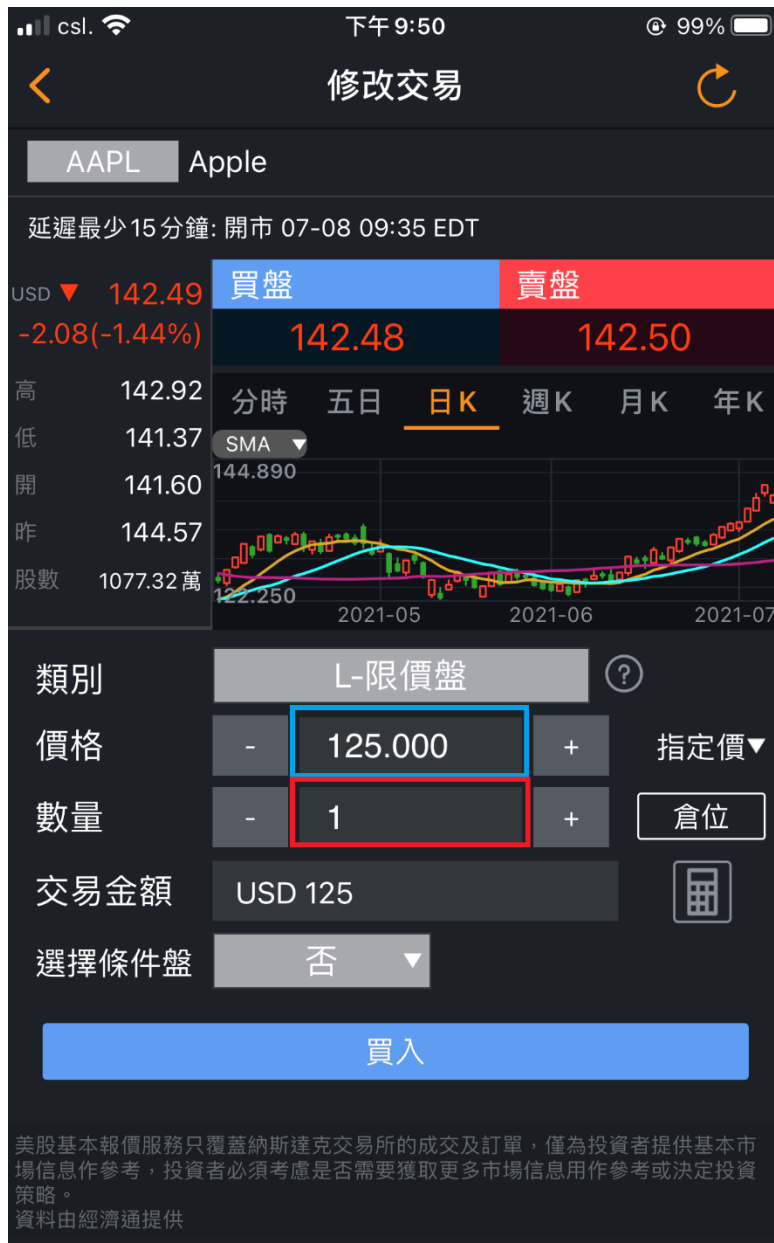 csl. 下午9:50 99%
修改交易
AAPL Apple
延遲最少15分鐘: 開市 07-08 09:35 EDT
USD ▼ 142.49
-2.08(-1.44%)
買盤 賣盤
142.48 142.50
高 142.92
低 141.37
開 141.60
昨 144.57
股數 1077.32萬
分時 五日 日K 週K 月K 年K
SMA ▼
144.890
122.250
2021-05 2021-06 2021-07
類別 L-限價盤 ?
價格 - 125.000 + 指定價▼
數量 - 1 + 倉位
交易金額 USD 125
選擇條件盤 否 ▼
買入
美股基本報價服務只覆蓋納斯達克交易所的成交及訂單，僅為投資者提供基本市
場信息作參考，投資者必須考慮是否需要獲取更多市場信息用作參考或決定投資
策略。
資料由經濟通提供